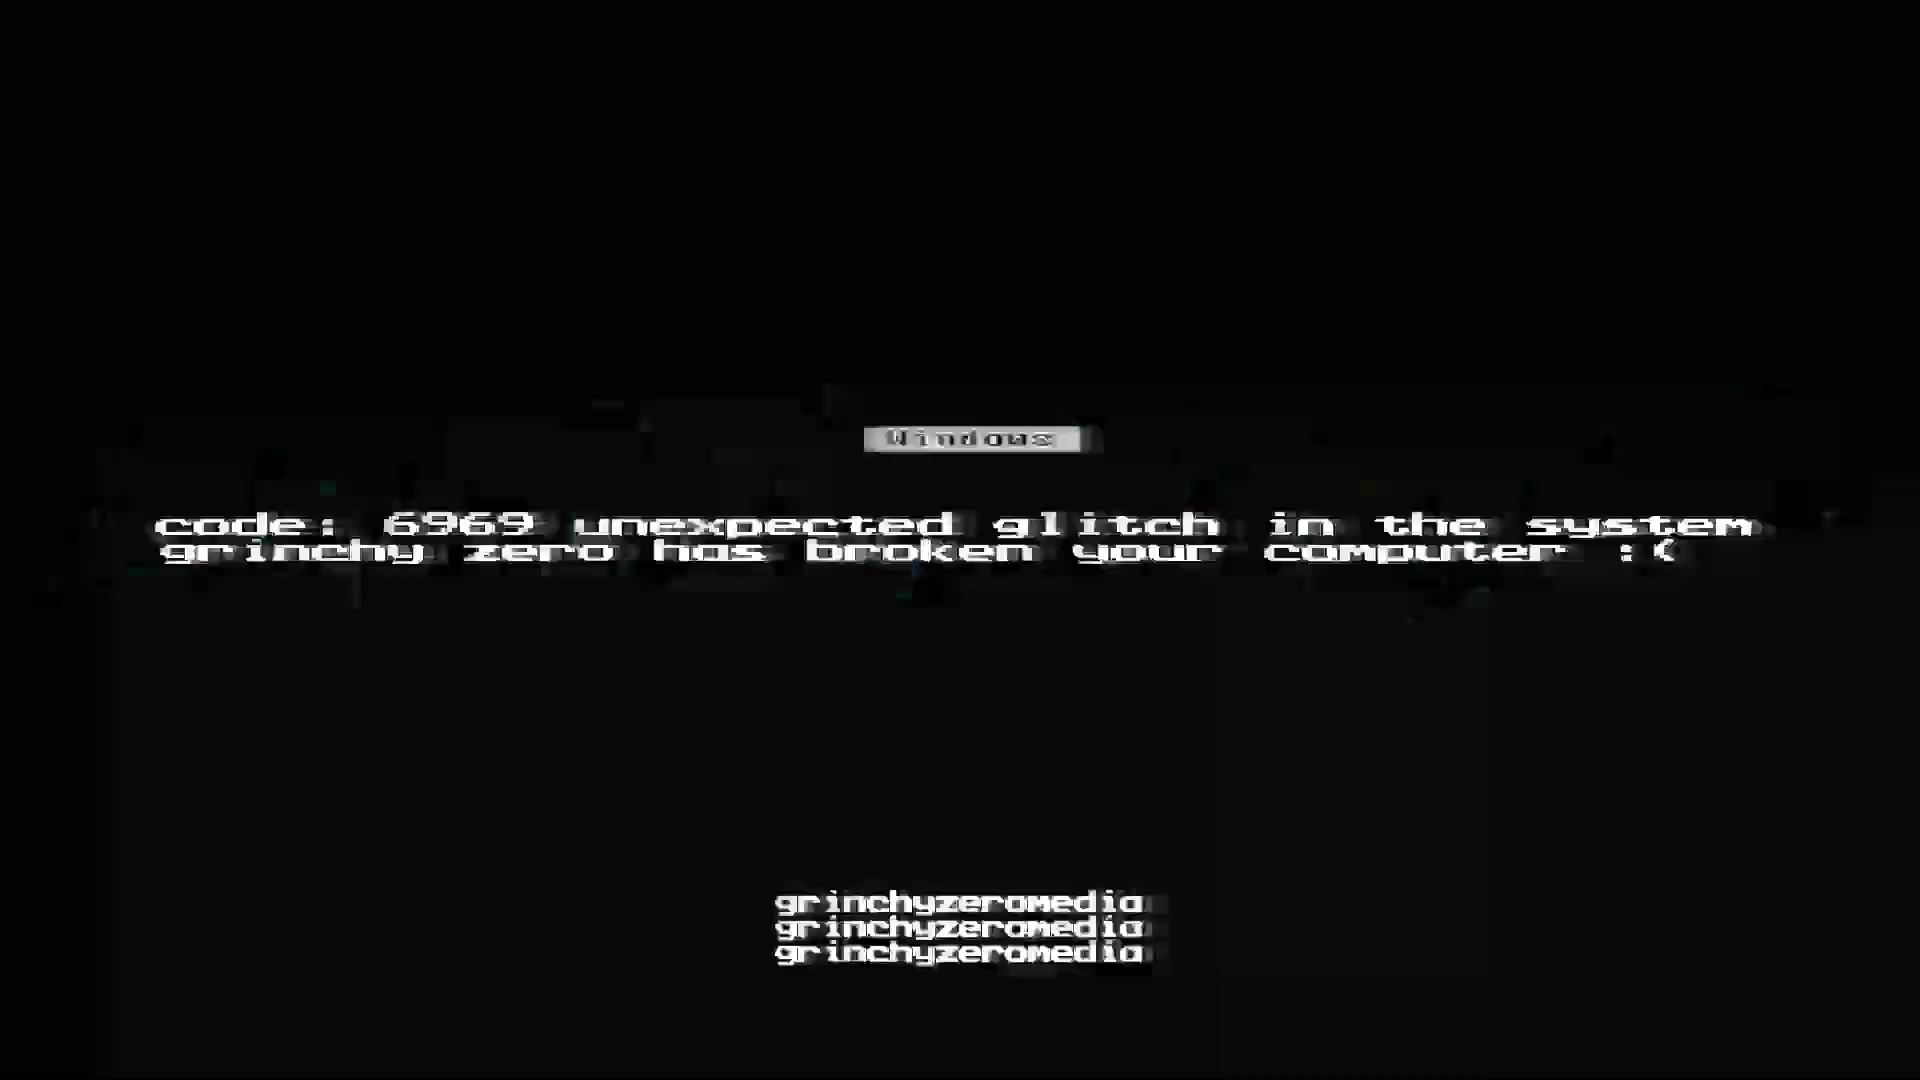 Windows
code: 6969 unexpected glitch in the system
grinchy zero has broken your computer :(
grinchyzeromedia
grinchyzeromedia
grinchyzeromedia